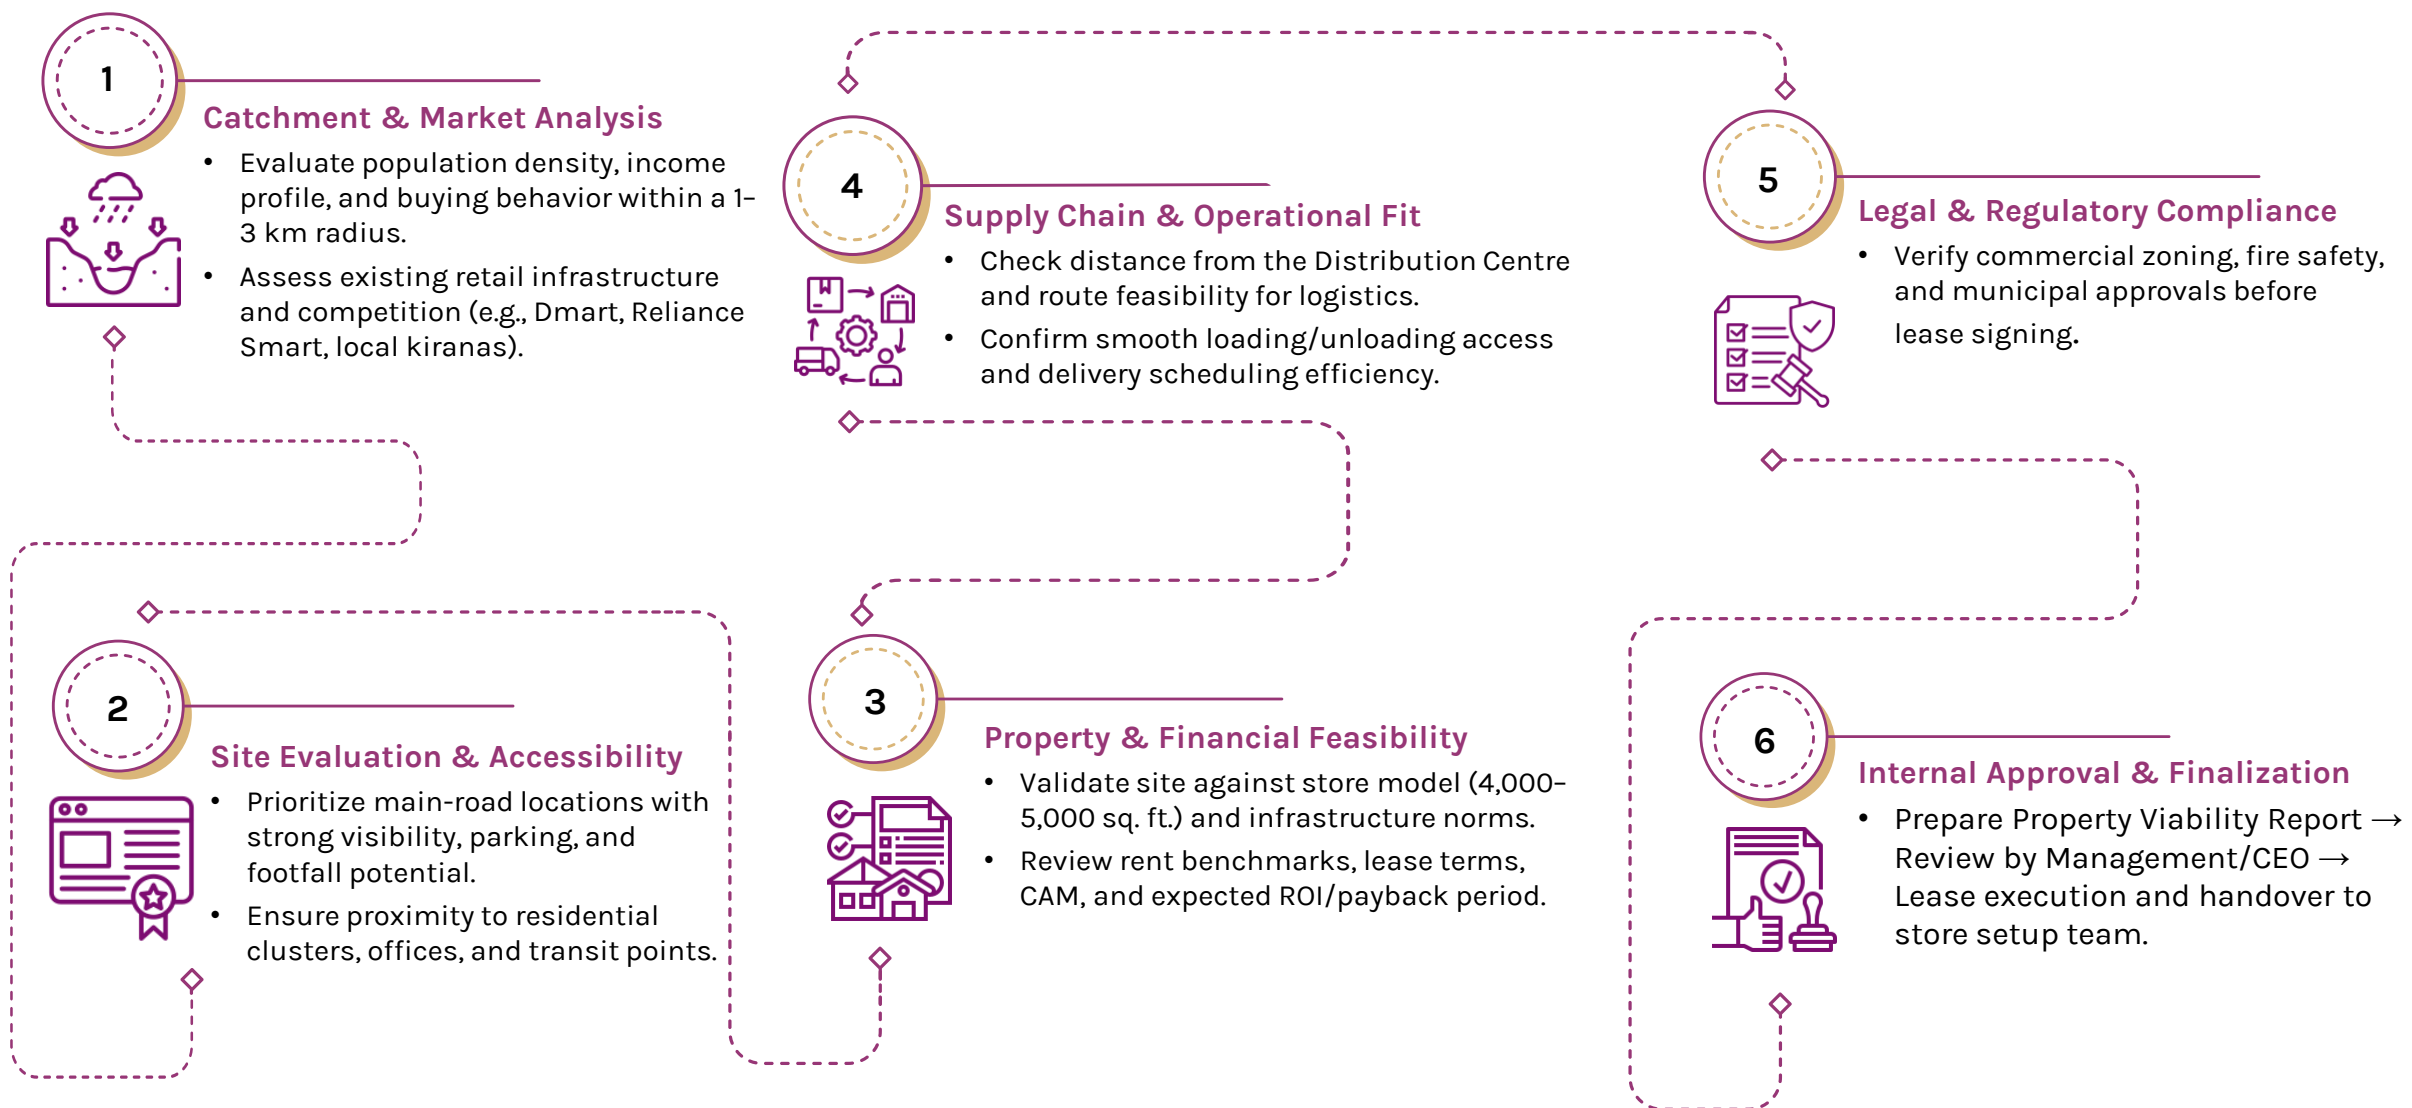 1
Catchment & Market Analysis
• Evaluate population density, income
profile, and buying behavior within a 1–
3 km radius.
• Assess existing retail infrastructure
and competition (e.g., Dmart, Reliance
Smart, local kiranas).
2
Site Evaluation & Accessibility
• Prioritize main-road locations with
strong visibility, parking, and
footfall potential.
• Ensure proximity to residential
clusters, offices, and transit points.
3
Property & Financial Feasibility
• Validate site against store model (4,000–
5,000 sq. ft.) and infrastructure norms.
• Review rent benchmarks, lease terms,
CAM, and expected ROI/payback period.
4
Supply Chain & Operational Fit
• Check distance from the Distribution Centre
and route feasibility for logistics.
• Confirm smooth loading/unloading access
and delivery scheduling efficiency.
5
Legal & Regulatory Compliance
• Verify commercial zoning, fire safety,
and municipal approvals before
lease signing.
6
Internal Approval & Finalization
• Prepare Property Viability Report →
Review by Management/CEO →
Lease execution and handover to
store setup team.